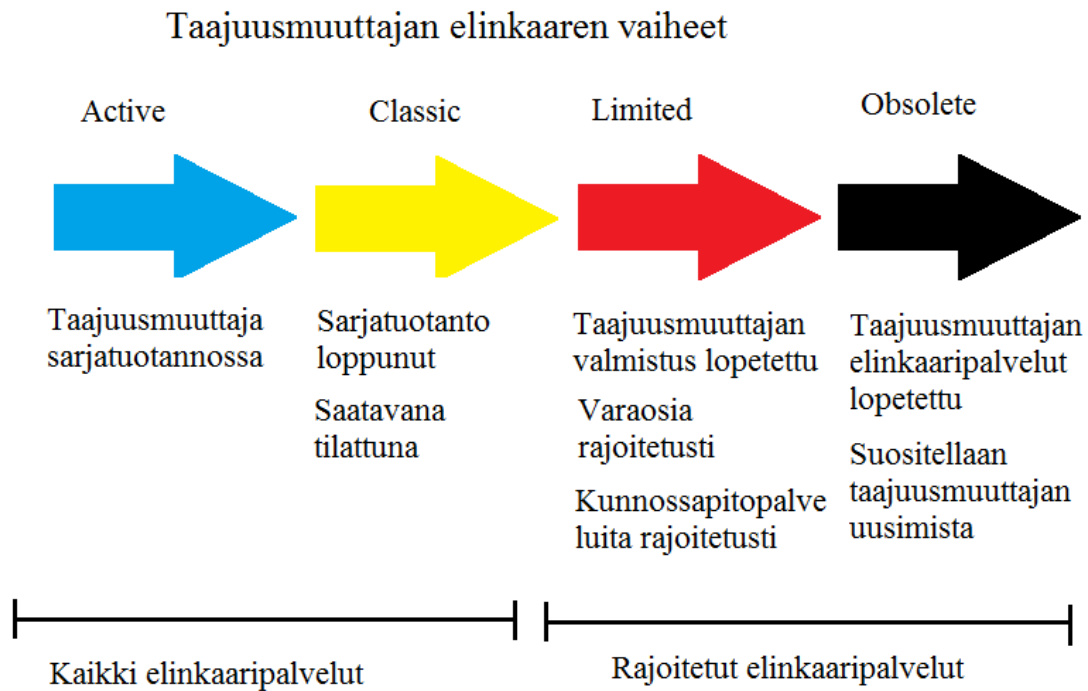 Taajuusmuuttajan elinkaaren vaiheet
Active
Classic
Limited
Obsolete
Taajuusmuuttaja
sarjatuotannossa
Sarjatuotanto
loppunut
Saatavana
tilattuna
Taajuusmuuttajan
valmistus lopetettu
Varaosia
rajoitetusti
Kunnossapitopalve
luita rajoitetusti
Taajuusmuuttajan
elinkaaripalvelut
lopetettu
Suositellaan
taajuusmuuttajan
uusimista
Kaikki elinkaaripalvelut
Rajoitetut elinkaaripalvelut